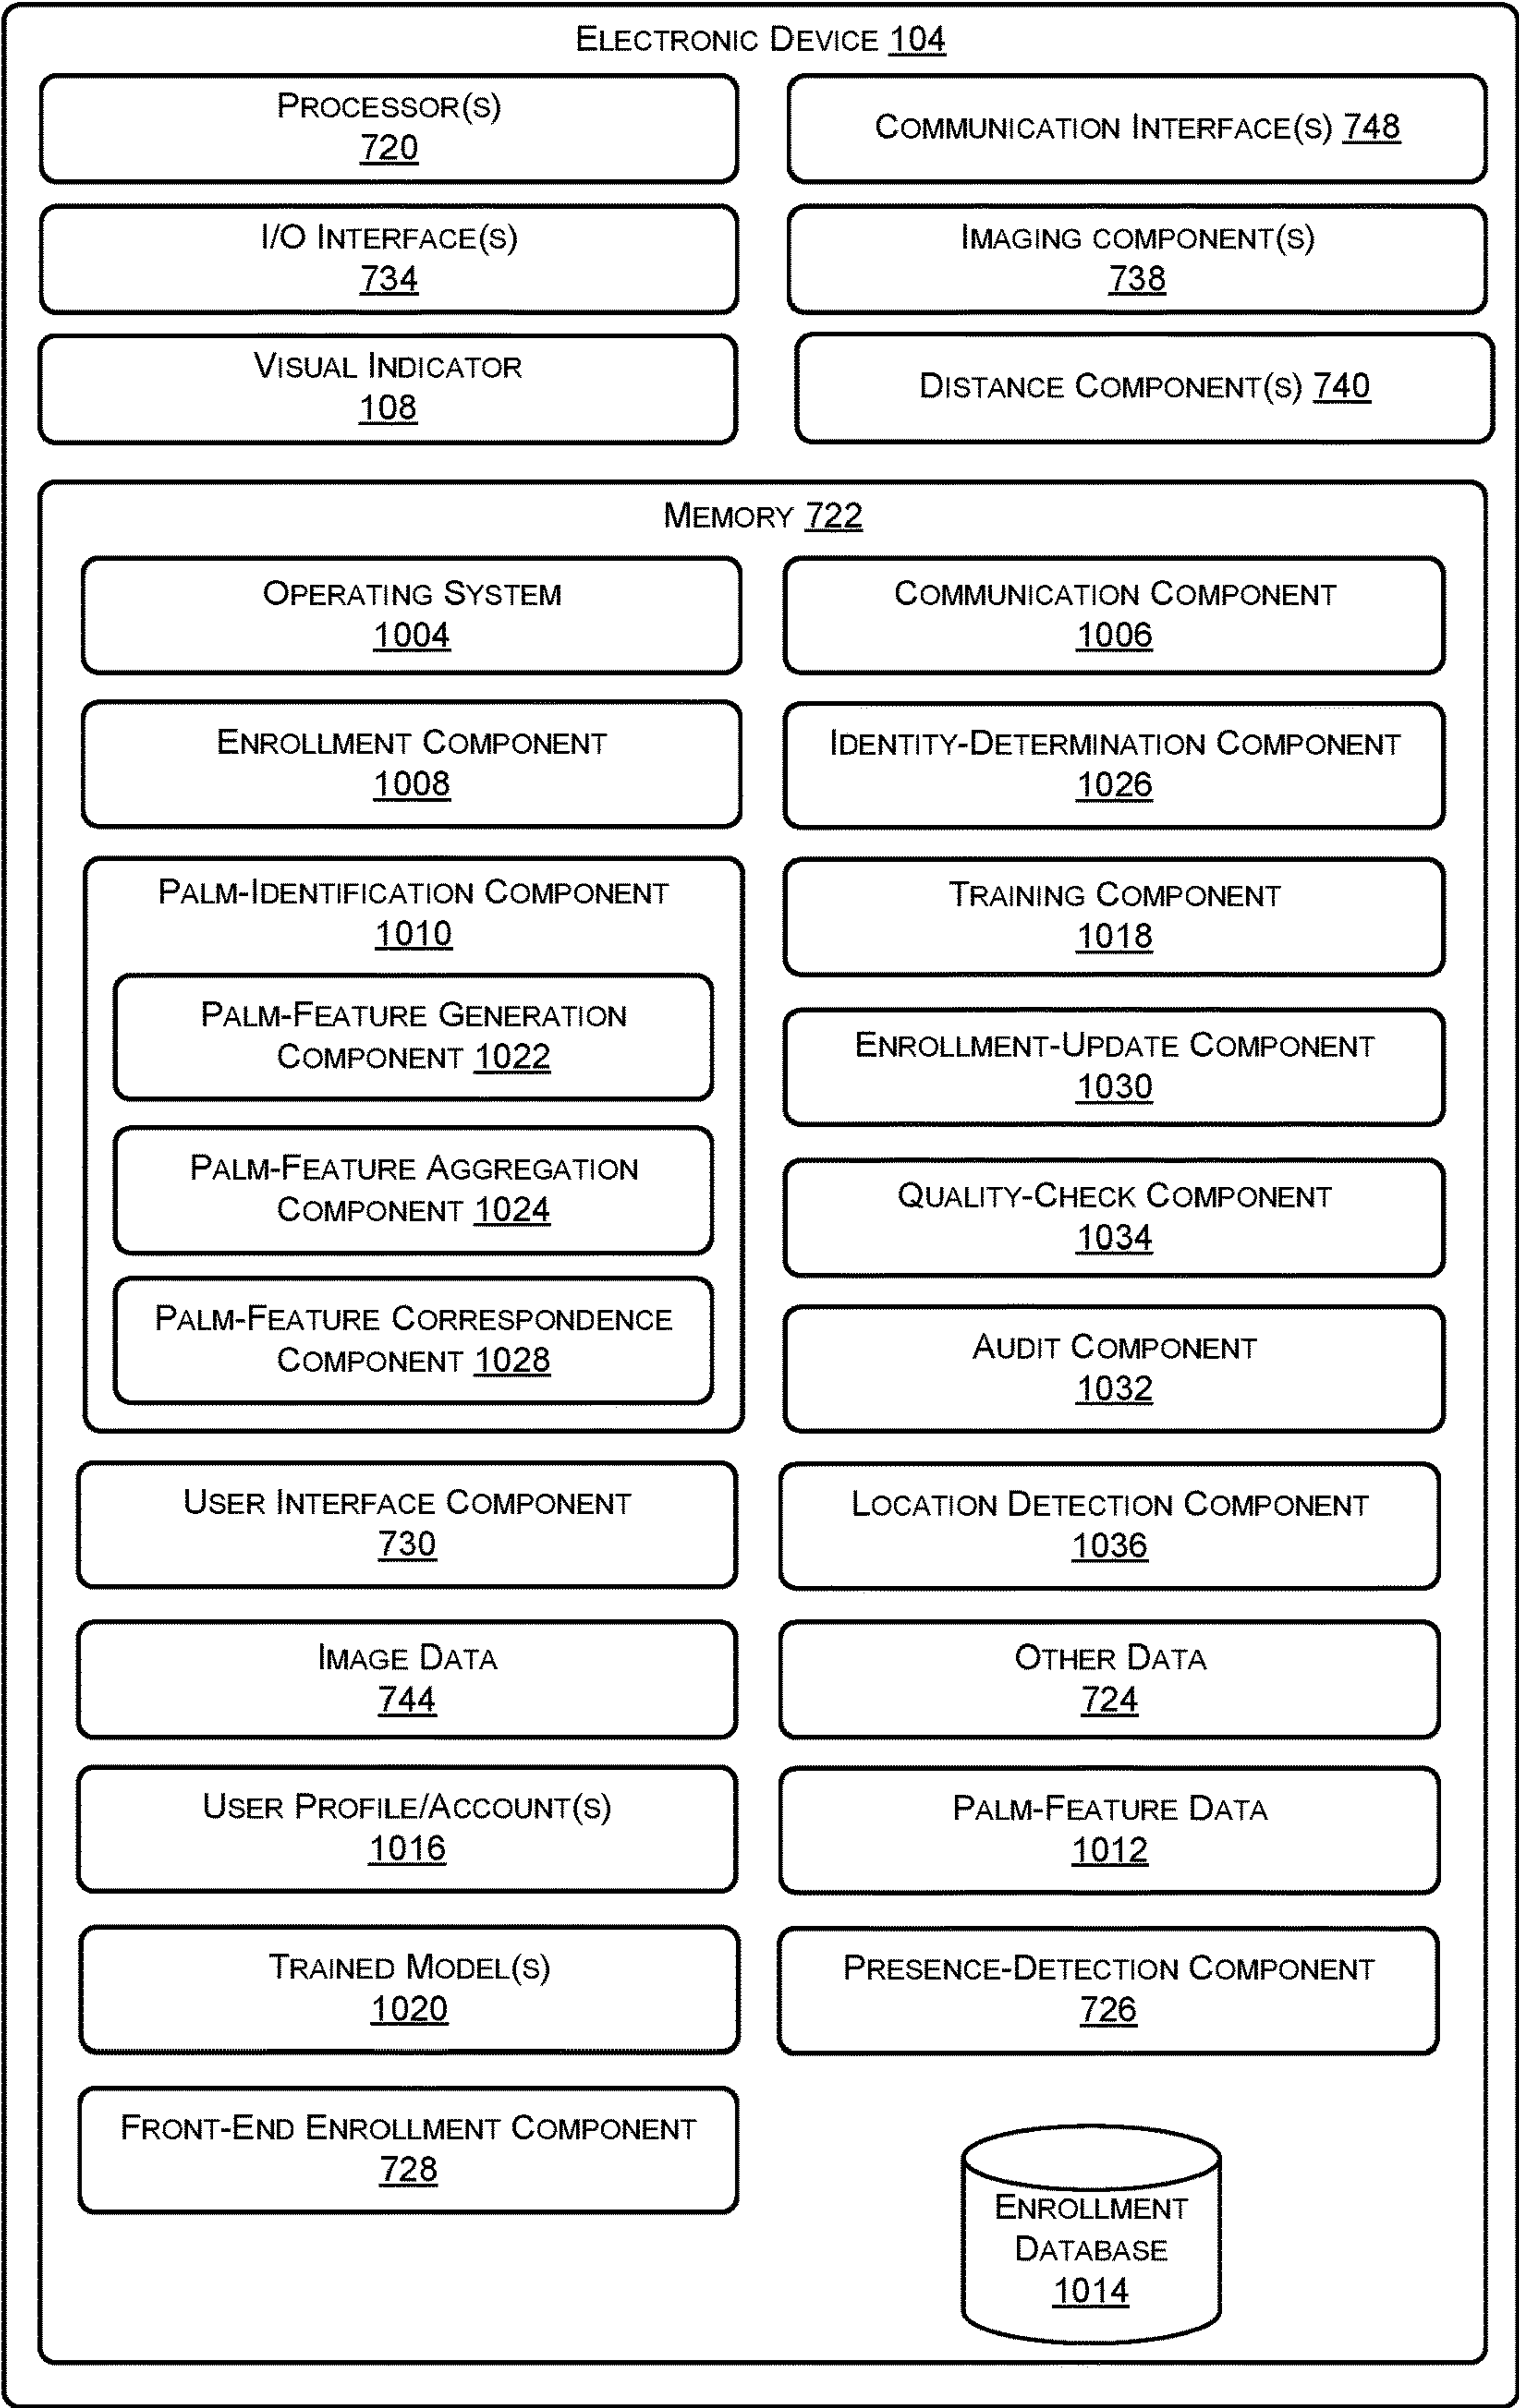 ELECTRONIC DEVICE 104
PROCESSOR(S)
720
COMMUNICATION INTERFACE(S) 748
I/O INTERFACE(S)
734
IMAGING COMPONENT(S)
738
VISUAL INDICATOR
108
DISTANCE COMPONENT(S) 740
MEMORY 722
OPERATING SYSTEM
1004
COMMUNICATION COMPONENT
1006
ENROLLMENT COMPONENT
1008
IDENTITY-DETERMINATION COMPONENT
1026
PALM-IDENTIFICATION COMPONENT
1010
PALM-FEATURE GENERATION
COMPONENT 1022
PALM-FEATURE AGGREGATION
COMPONENT 1024
PALM-FEATURE CORRESPONDENCE
COMPONENT 1028
TRAINING COMPONENT
1018
ENROLLMENT-UPDATE COMPONENT
1030
QUALITY-CHECK COMPONENT
1034
AUDIT COMPONENT
1032
USER INTERFACE COMPONENT
730
LOCATION DETECTION COMPONENT
1036
IMAGE DATA
744
OTHER DATA
724
USER PROFILE/ACCOUNT(S)
1016
PALM-FEATURE DATA
1012
TRAINED MODEL(S)
1020
PRESENCE-DETECTION COMPONENT
726
FRONT-END ENROLLMENT COMPONENT
728
ENROLLMENT
DATABASE
1014